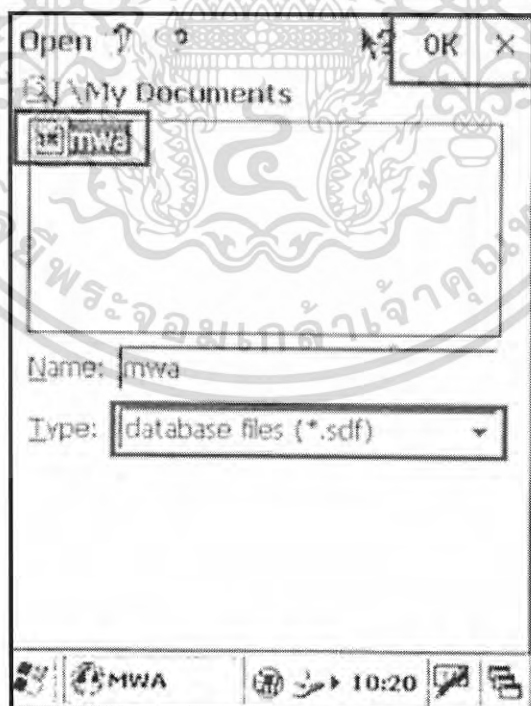 Open OK ×
\My Documents
mwa
Name: mwa
Type: database files (*.sdf)
MWA 10:20